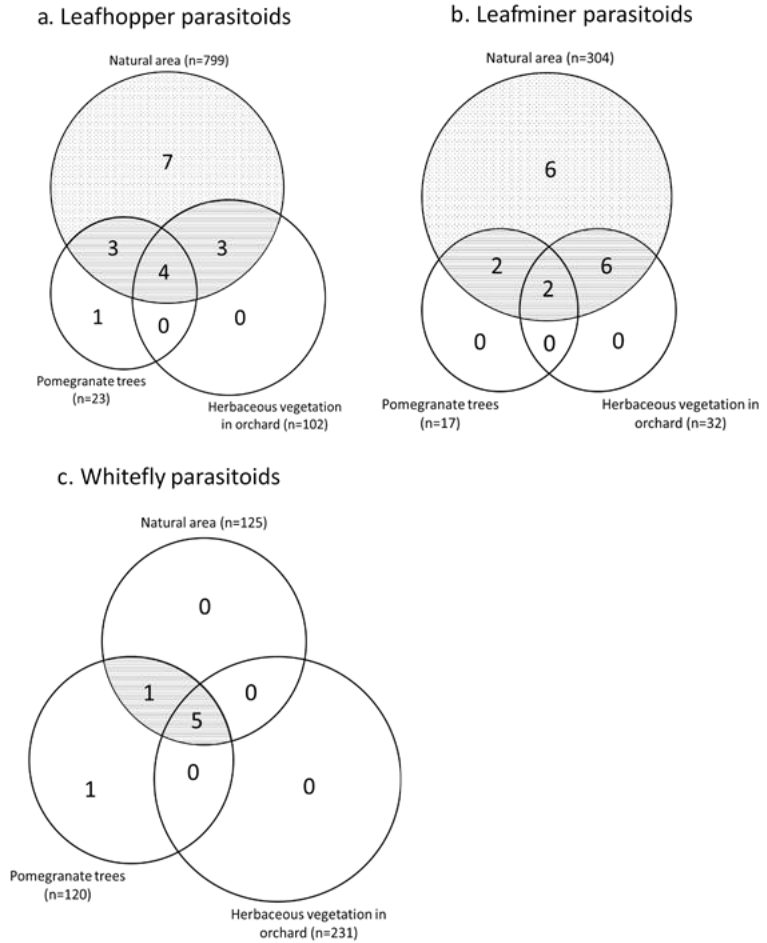 a. Leafhopper parasitoids
Natural area (n=799)
7
3
3
4
1
0
0
Pomegranate trees
(n=23)
Herbaceous vegetation
in orchard (n=102)
b. Leafminer parasitoids
Natural area (n=304)
6
2
6
2
0
0
0
Pomegranate trees
(n=17)
Herbaceous vegetation in
orchard (n=32)
c. Whitefly parasitoids
Natural area (n=125)
0
1
0
5
0
1
0
Pomegranate trees
(n=120)
Herbaceous vegetation in
orchard (n=231)